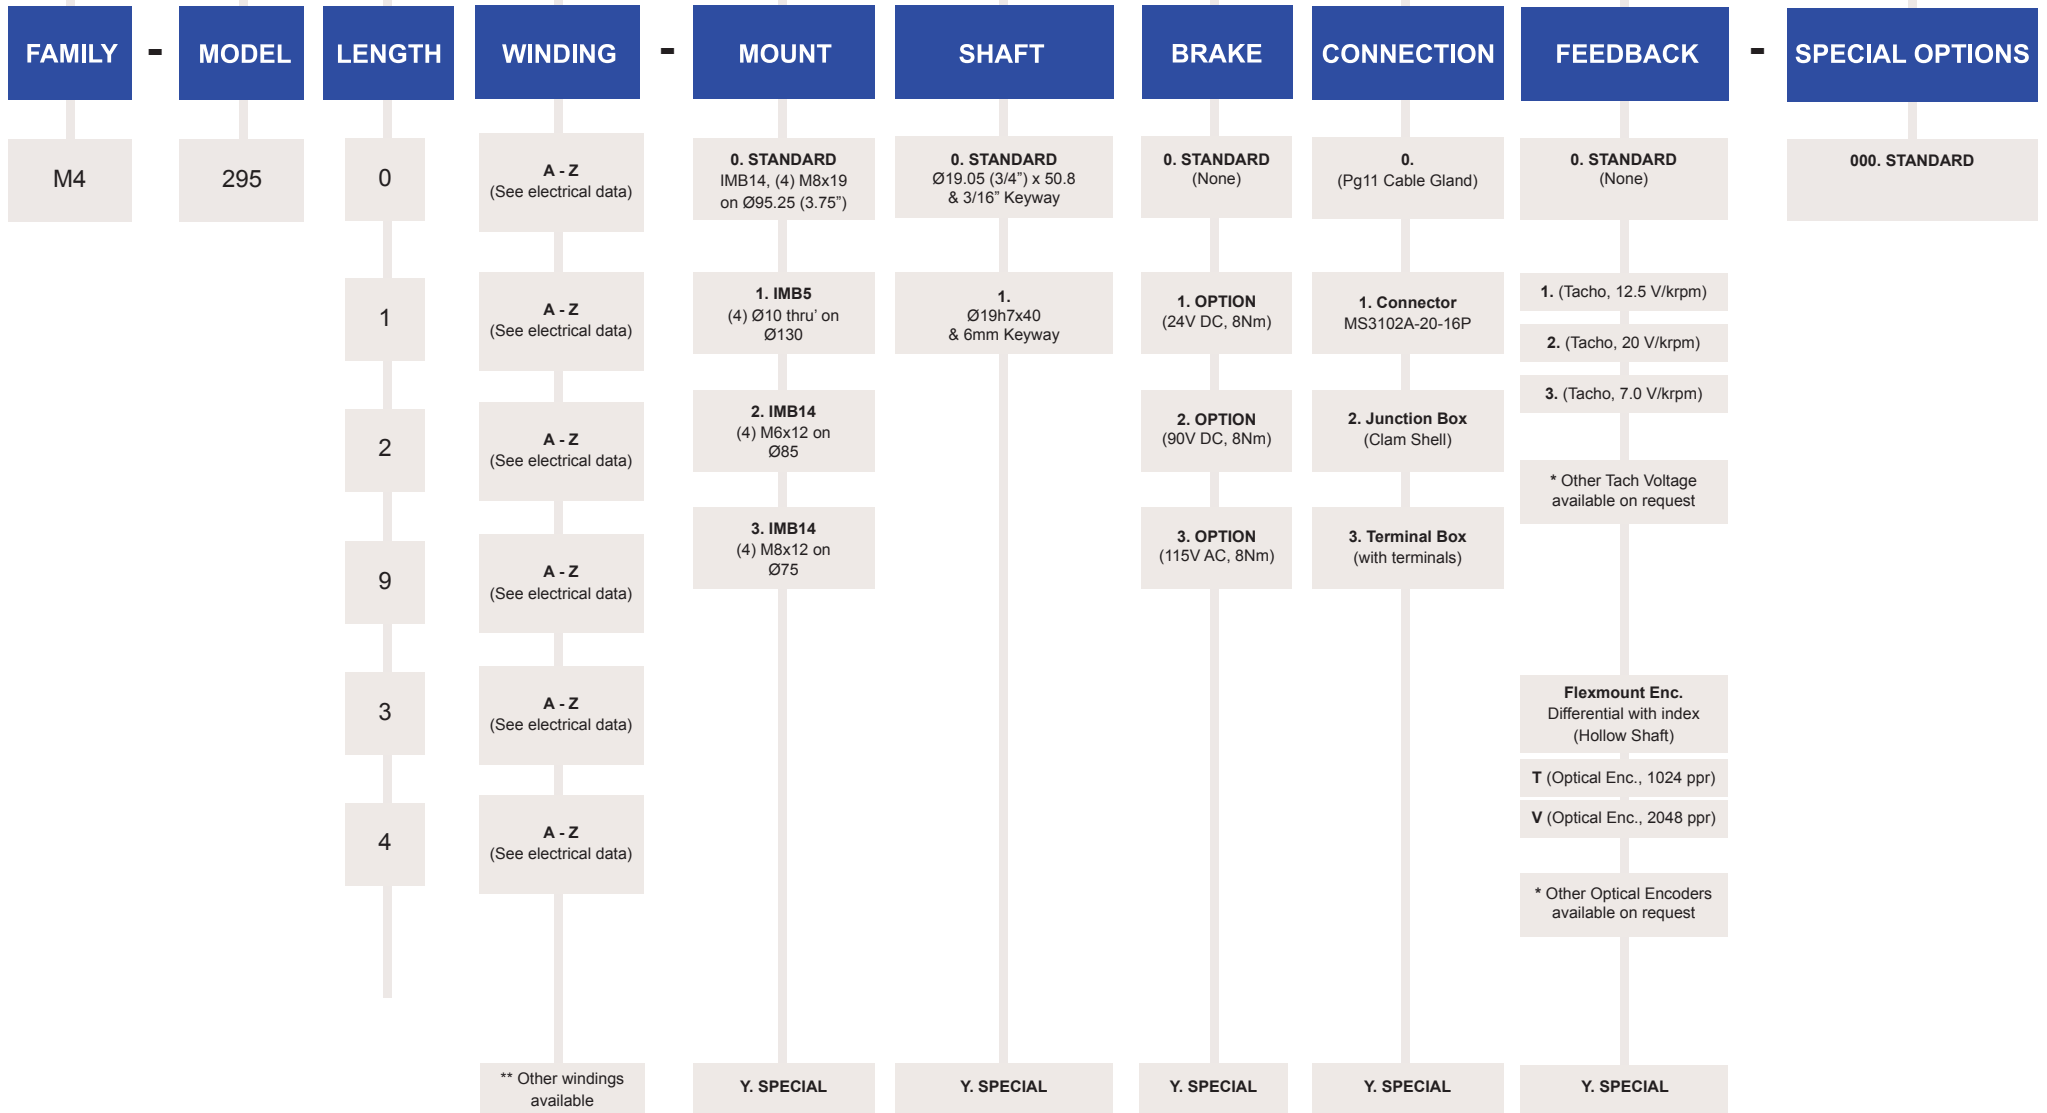 FAMILY - MODEL LENGTH WINDING - MOUNT SHAFT BRAKE CONNECTION FEEDBACK - SPECIAL OPTIONS
M4
295
0
1
2
9
3
4
A - Z
(See electrical data)
A - Z
(See electrical data)
A - Z
(See electrical data)
A - Z
(See electrical data)
A - Z
(See electrical data)
A - Z
(See electrical data)
** Other windings
available
0. STANDARD
IMB14, (4) M8x19
on Ø95.25 (3.75”)
1. IMB5
(4) Ø10 thru’ on
Ø130
2. IMB14
(4) M6x12 on
Ø85
3. IMB14
(4) M8x12 on
Ø75
Y. SPECIAL
0. STANDARD
Ø19.05 (3/4”) x 50.8
& 3/16” Keyway
1.
Ø19h7x40
& 6mm Keyway
Y. SPECIAL
0. STANDARD
(None)
1. OPTION
(24V DC, 8Nm)
2. OPTION
(90V DC, 8Nm)
3. OPTION
(115V AC, 8Nm)
Y. SPECIAL
0.
(Pg11 Cable Gland)
1. Connector
MS3102A-20-16P
2. Junction Box
(Clam Shell)
3. Terminal Box
(with terminals)
Y. SPECIAL
0. STANDARD
(None)
1. (Tacho, 12.5 V/krpm)
2. (Tacho, 20 V/krpm)
3. (Tacho, 7.0 V/krpm)
* Other Tach Voltage
available on request
Flexmount Enc.
Differential with index
(Hollow Shaft)
T (Optical Enc., 1024 ppr)
V (Optical Enc., 2048 ppr)
* Other Optical Encoders
available on request
Y. SPECIAL
000. STANDARD